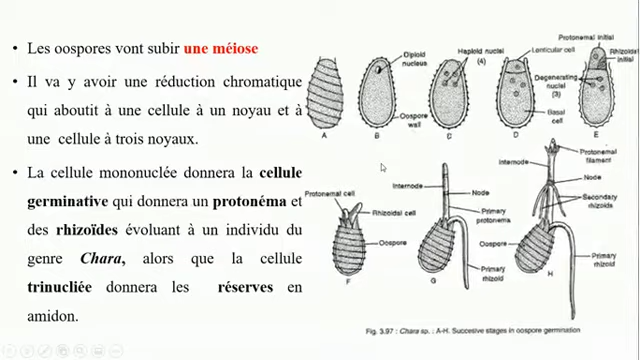 • Les oospores vont subir une méiose
• Il va y avoir une réduction chromatique
qui aboutit à une cellule à un noyau et à
une cellule à trois noyaux.
• La cellule mononuclée donnera la cellule
germinative qui donnera un protonéma et
des rhizoïdes évoluant à un individu du
genre Chara, alors que la cellule
trinucliée donnera les réserves en
amidon.
Diploid
nucleus
Oospore
wall
Haploid nuclei
(4)
Lenticular cell
Degenerating
nuclei
(3)
Basal
cell
Protonemal initial
Rhizoidal
initial
A
B
C
D
E
Protonemal cell
Rhizoidal cell
Oospore
F
Internode
Node
Primary
protonema
Primary
rhizoid
G
Protonemal
filament
Internode
Node
Secondary
rhizoids
Oospore
Primary
rhizoid
H
Fig. 3.97 : Chara sp. : A-H. Succesive stages in oospore germination